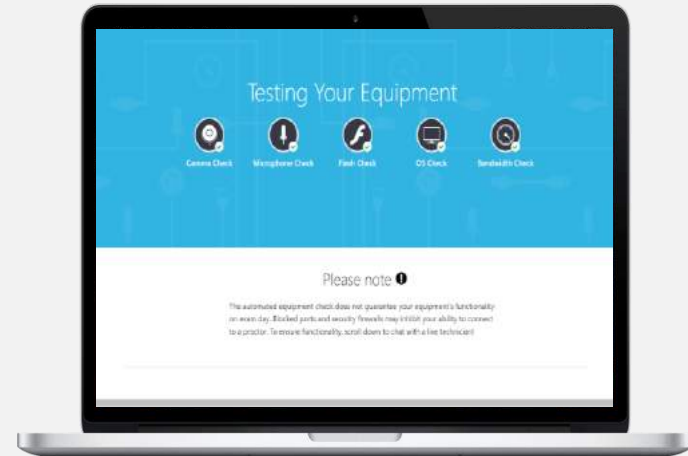 Testing Your Equipment
Camera Check Microphone Check Flash Check OS Check Bandwidth Check
Please note
The automated equipment check does not guarantee your equipment's functionality
on exam day. Blocked ports and security firewalls may inhibit your ability to connect
to a proctor. To ensure functionality, scroll down to chat with a live technician!